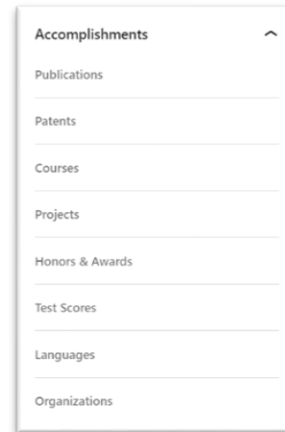 Accomplishments
Publications
Patents
Courses
Projects
Honors & Awards
Test Scores
Languages
Organizations